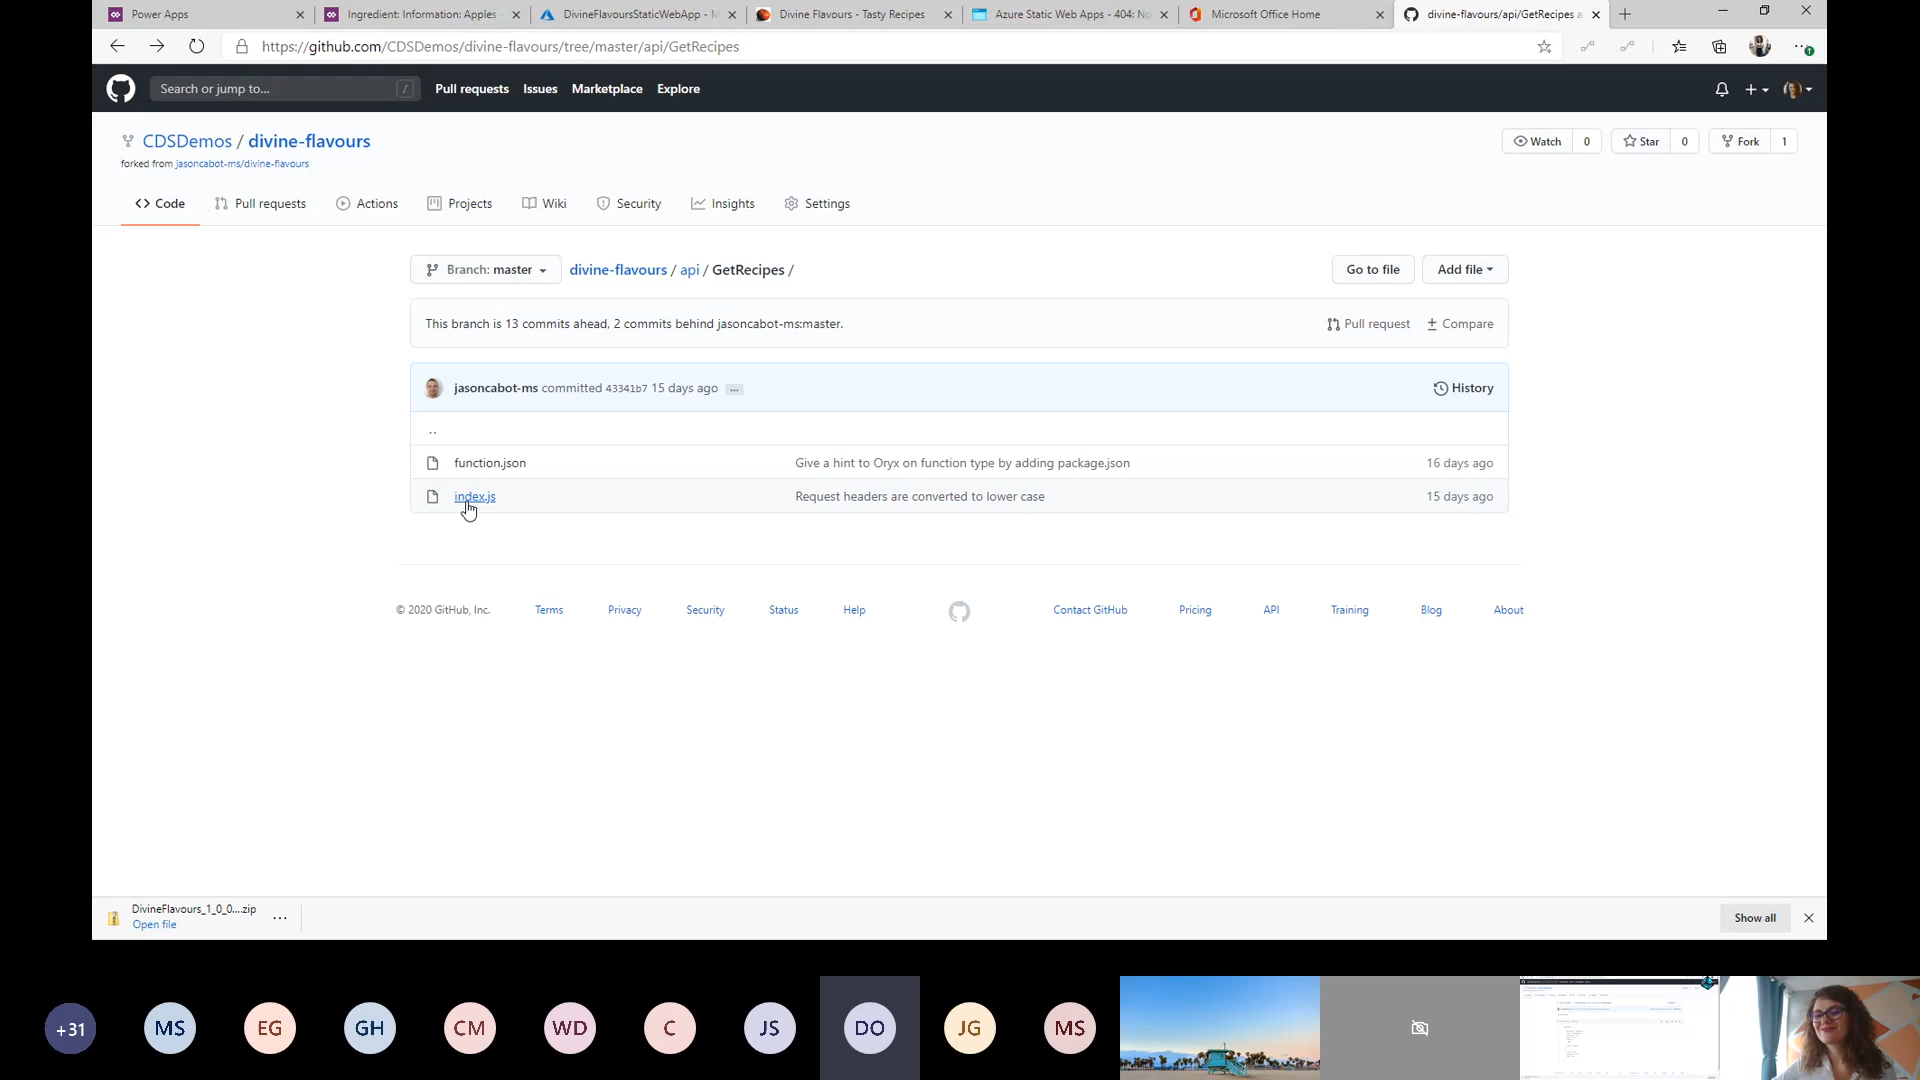 Power Apps
Ingredient: Information: Apples -
DivineFlavoursStaticWebApp - M
Divine Flavours - Tasty Recipes
Azure Static Web Apps - 404: No
Microsoft Office Home
divine-flavours/api/GetRecipes a
https://github.com/CDSDemos/divine-flavours/tree/master/api/GetRecipes
Search or jump to...
/
Pull requests
Issues
Marketplace
Explore
CDSDemos / divine-flavours
forked from jasoncabot-ms/divine-flavours
Watch
0
Star
0
Fork
1
Code
Pull requests
Actions
Projects
Wiki
Security
Insights
Settings
Branch: master
divine-flavours / api / GetRecipes /
Go to file
Add file
This branch is 13 commits ahead, 2 commits behind jasoncabot-ms:master.
Pull request
Compare
jasoncabot-ms committed 43341b7 15 days ago
...
History
..
function.json
Give a hint to Oryx on function type by adding package.json
16 days ago
index.js
Request headers are converted to lower case
15 days ago
© 2020 GitHub, Inc.
Terms
Privacy
Security
Status
Help
Contact GitHub
Pricing
API
Training
Blog
About
DivineFlavours_1_0_0....zip
Open file
Show all
+31
MS
EG
GH
CM
WD
C
JS
DO
JG
MS